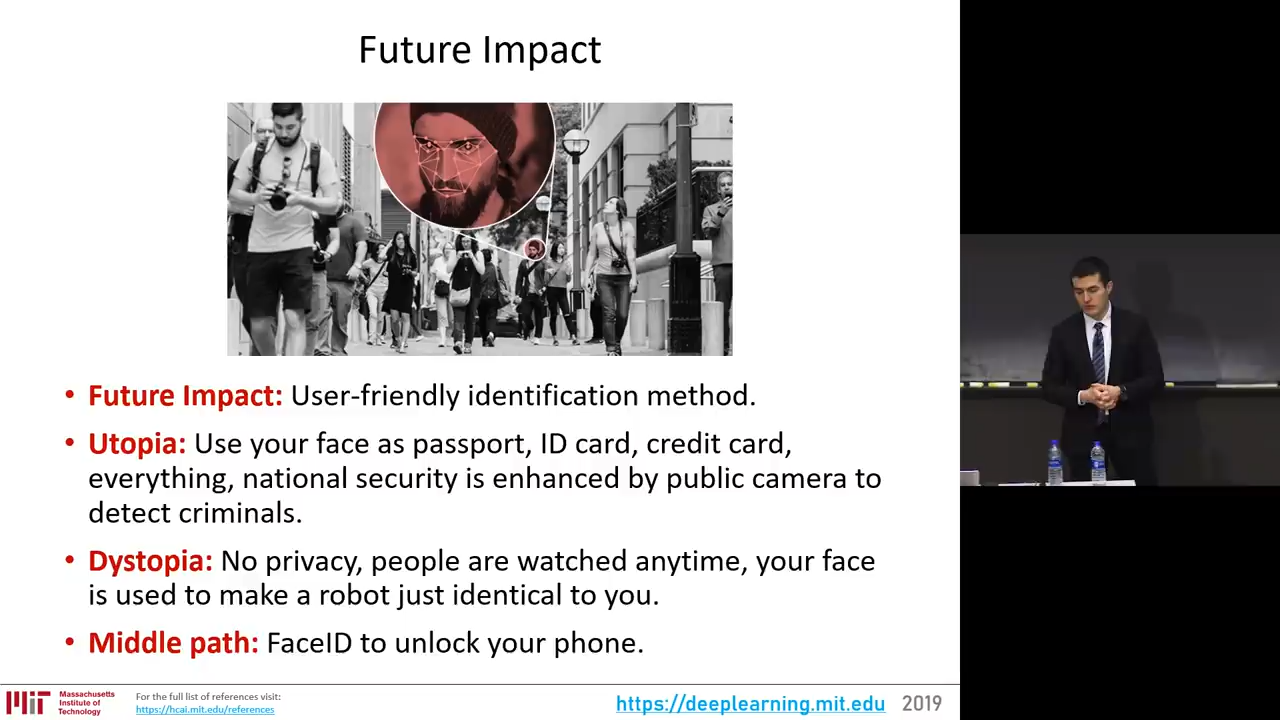 Future Impact
• Future Impact: User-friendly identification method.
• Utopia: Use your face as passport, ID card, credit card,
everything, national security is enhanced by public camera to
detect criminals.
• Dystopia: No privacy, people are watched anytime, your face
is used to make a robot just identical to you.
• Middle path: FaceID to unlock your phone.
MIT
Massachusetts
Institute of
Technology
For the full list of references visit:
https://hcai.mit.edu/references
https://deeplearning.mit.edu 2019